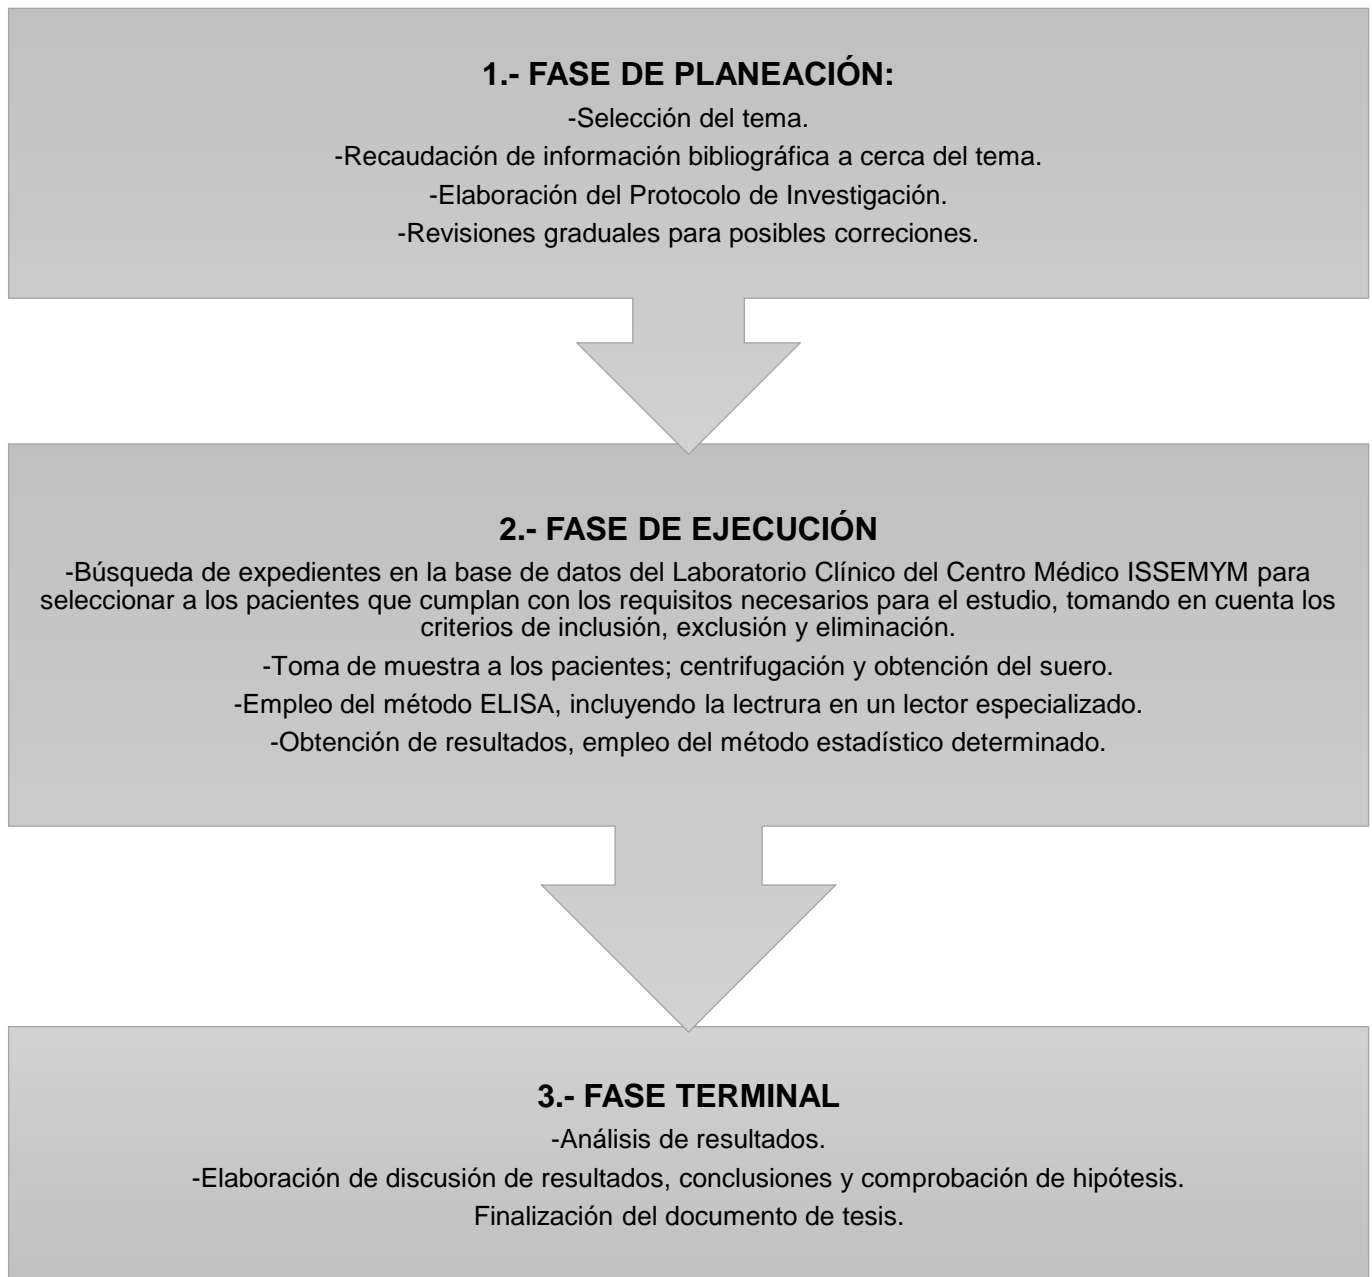 1.- FASE DE PLANEACIÓN:
-Selección del tema.
-Recaudación de información bibliográfica a cerca del tema.
-Elaboración del Protocolo de Investigación.
-Revisiones graduales para posibles correciones.
2.- FASE DE EJECUCIÓN
-Búsqueda de expedientes en la base de datos del Laboratorio Clínico del Centro Médico ISSEMYM para
seleccionar a los pacientes que cumplan con los requisitos necesarios para el estudio, tomando en cuenta los
criterios de inclusión, exclusión y eliminación.
-Toma de muestra a los pacientes; centrifugación y obtención del suero.
-Empleo del método ELISA, incluyendo la lectrura en un lector especializado.
-Obtención de resultados, empleo del método estadístico determinado.
3.- FASE TERMINAL
-Análisis de resultados.
-Elaboración de discusión de resultados, conclusiones y comprobación de hipótesis.
Finalización del documento de tesis.